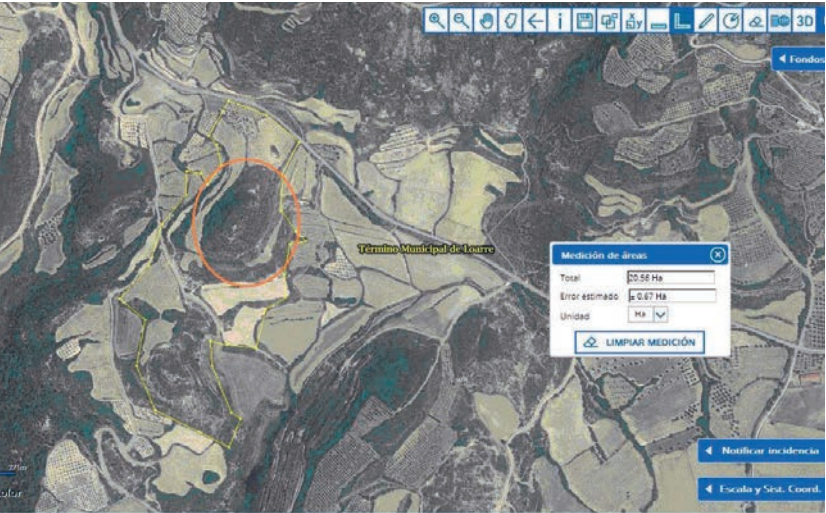 3D
Fondos
Término Municipal de Loarre
Medición de áreas
Total 20.56 Ha
Error estimado ± 0.67 Ha
Unidad Ha
LIMPIAR MEDICIÓN
Notificar incidencia
Escala y Sist. Coord.